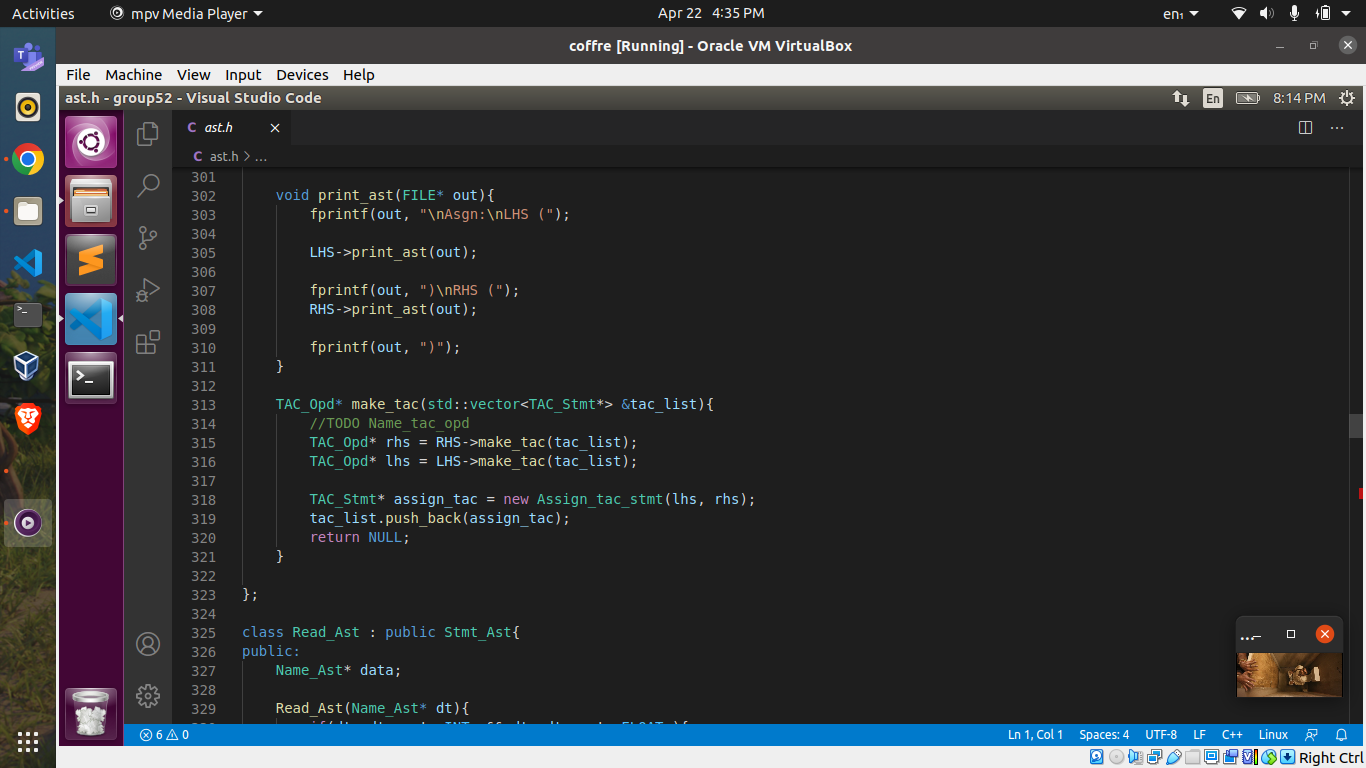 Activities mpv Media Player Apr 22 4:35 PM en₁
coffre [Running] - Oracle VM VirtualBox
File Machine View Input Devices Help
ast.h - group52 - Visual Studio Code En 8:14 PM
C ast.h
C ast.h > ...
301
302 void print_ast(FILE* out){
303 fprintf(out, "\nAsgn:\nLHS (");
304
305 LHS->print_ast(out);
306
307 fprintf(out, ")\nRHS (");
308 RHS->print_ast(out);
309
310 fprintf(out, ")");
311 }
312
313 TAC_Opd* make_tac(std::vector<TAC_Stmt*> &tac_list){
314 //TODO Name_tac_opd
315 TAC_Opd* rhs = RHS->make_tac(tac_list);
316 TAC_Opd* lhs = LHS->make_tac(tac_list);
317
318 TAC_Stmt* assign_tac = new Assign_tac_stmt(lhs, rhs);
319 tac_list.push_back(assign_tac);
320 return NULL;
321 }
322
323 };
324
325 class Read_Ast : public Stmt_Ast{
326 public:
327 Name_Ast* data;
328
329 Read_Ast(Name_Ast* dt){
...
6 0 Ln 1, Col 1 Spaces: 4 UTF-8 LF C++ Linux
Right Ctrl